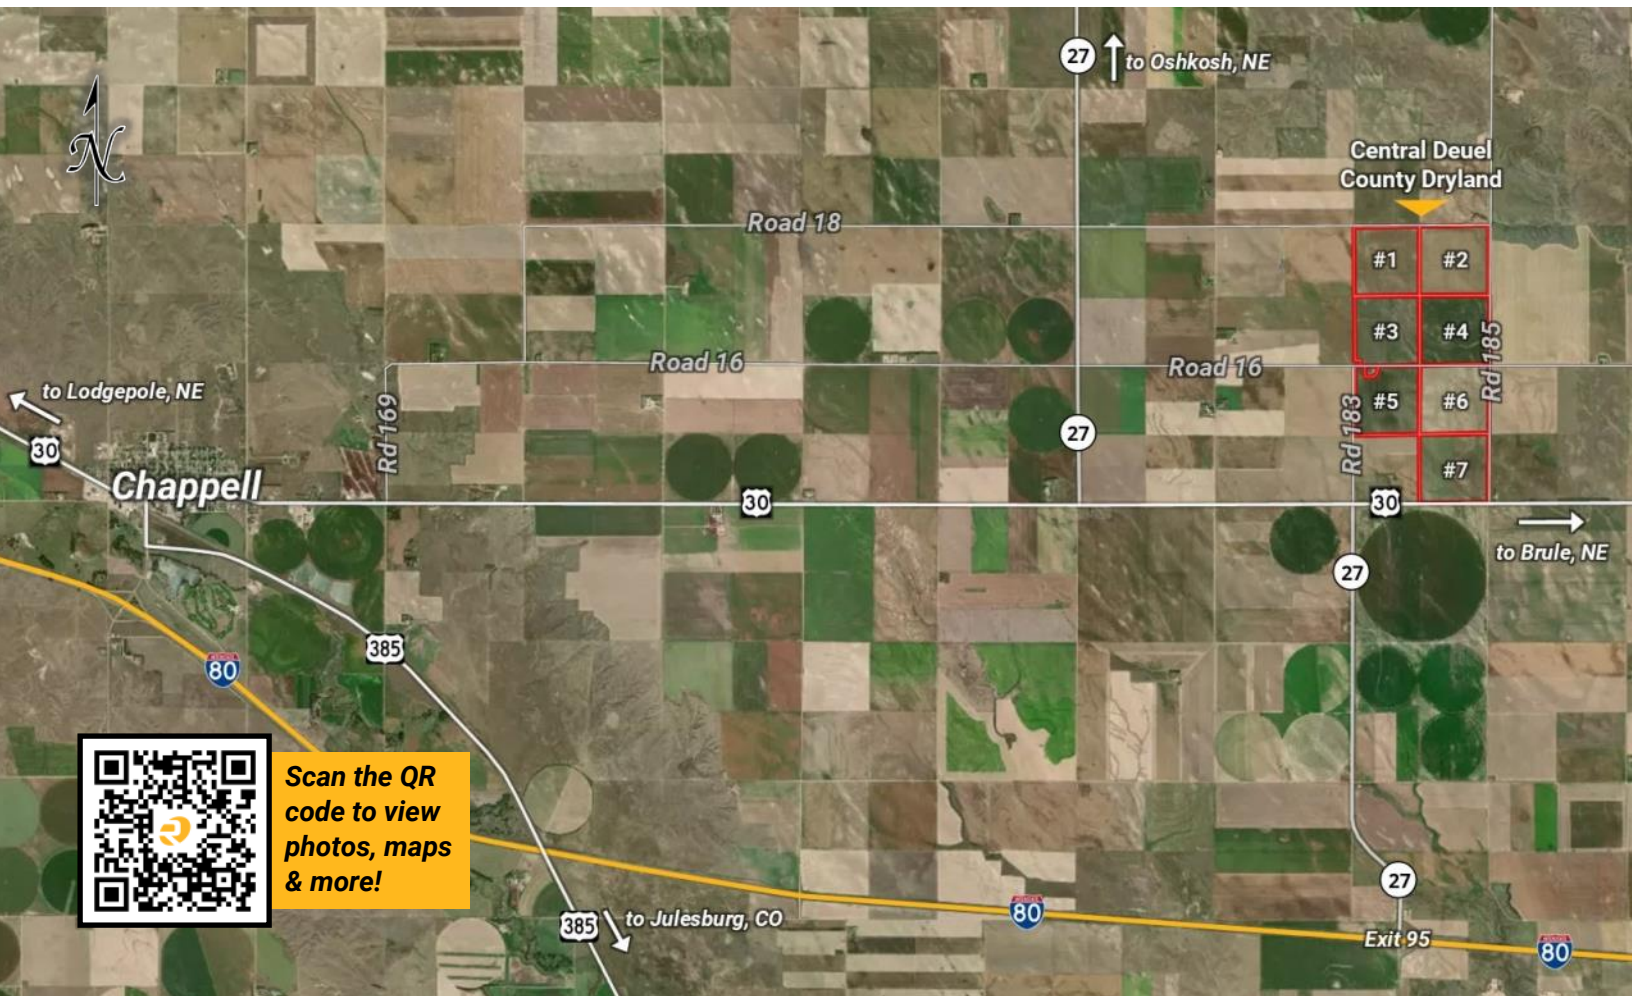 27
to Oshkosh, NE
N
Central Deuel
County Dryland
Road 18
#1
#2
#3
#4
Rd 185
Road 16
Road 16
to Lodgepole, NE
30
Rd 169
27
Rd 183
#5
#6
#7
Chappell
30
30
to Brule, NE
27
385
80
Scan the QR
code to view
photos, maps
& more!
27
385
to Julesburg, CO
80
Exit 95
80